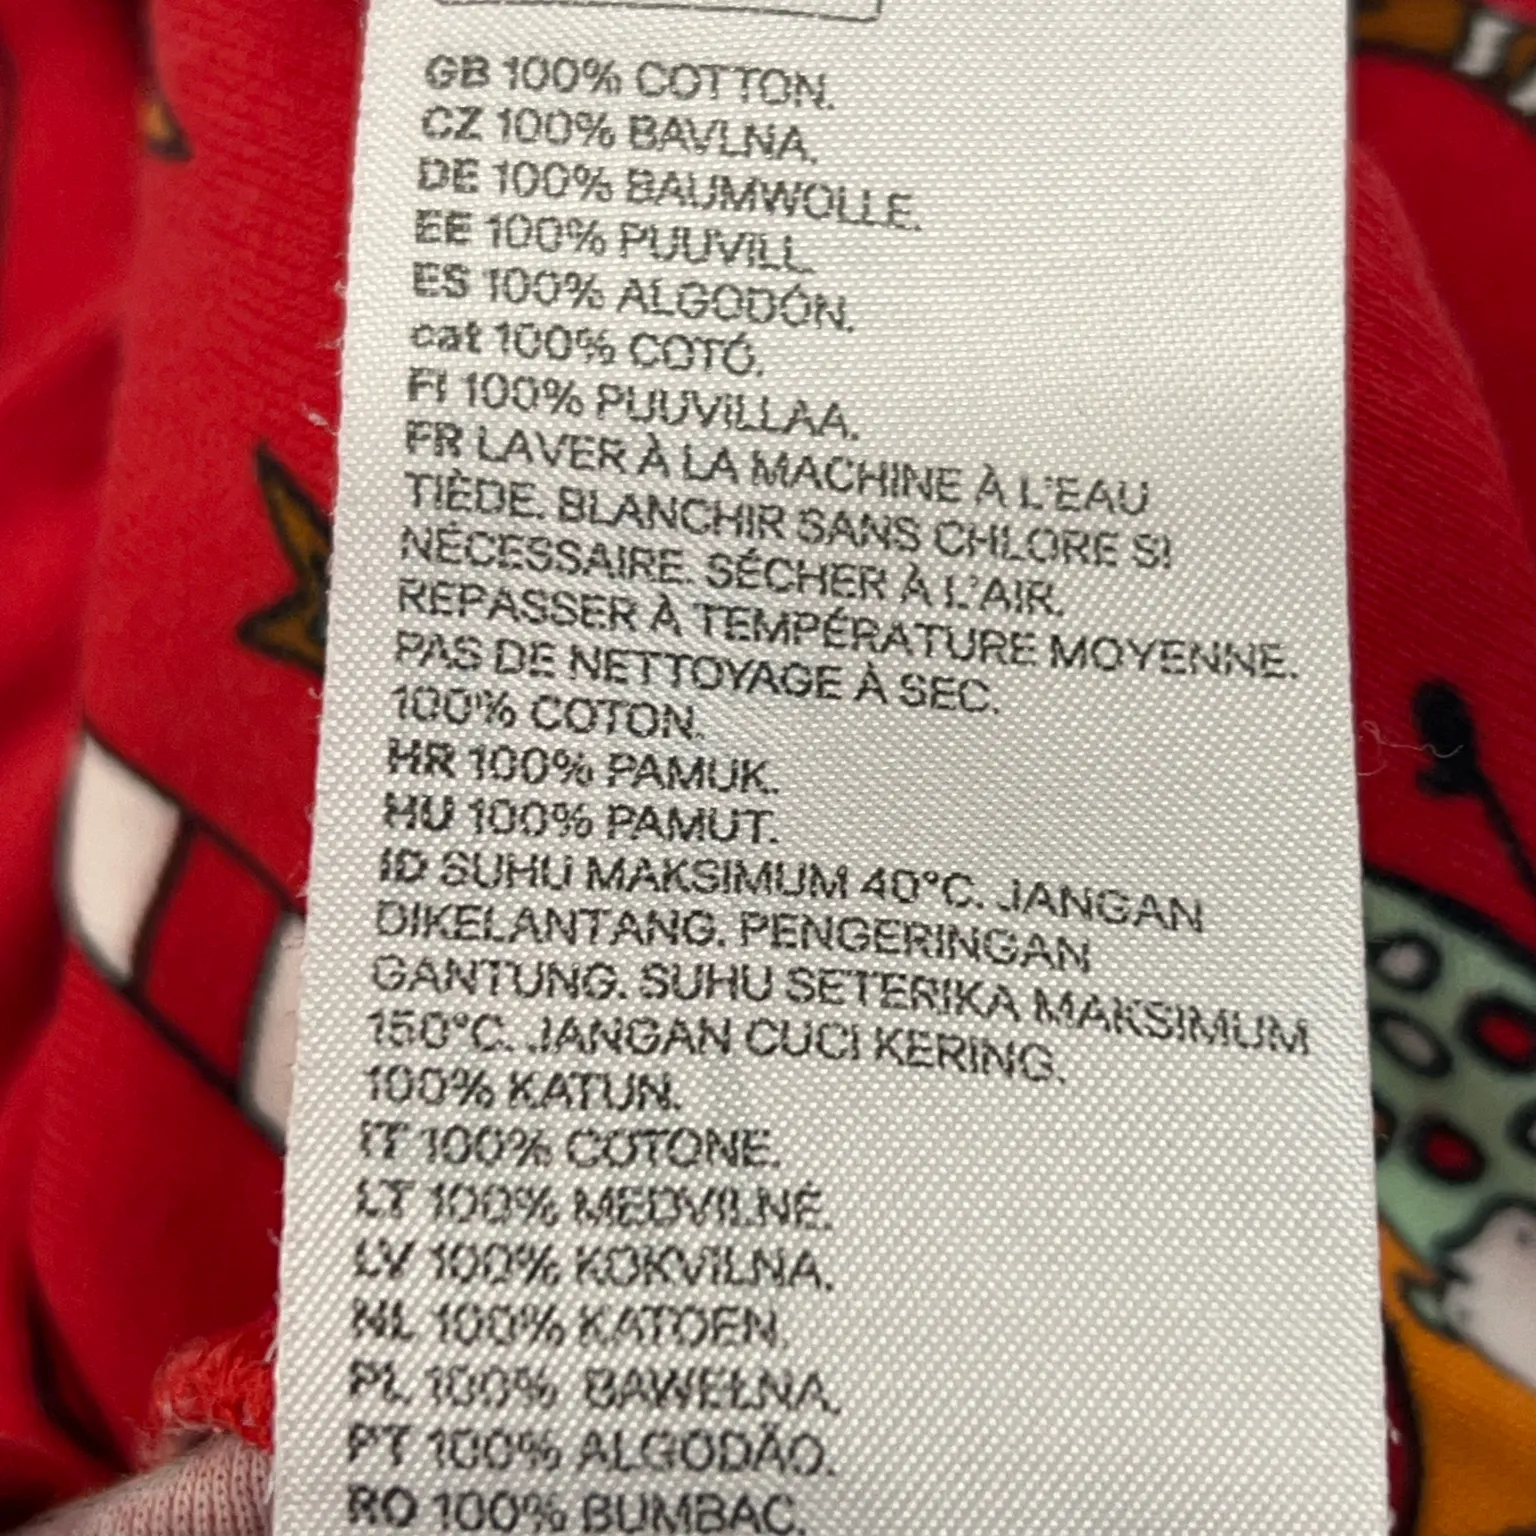 GB 100% COTTON.
CZ 100% BAVLNA.
DE 100% BAUMWOLLE.
EE 100% PUUVILL.
ES 100% ALGODÓN.
cat 100% COTÓ.
FI 100% PUUVILLAA.
FR LAVER À LA MACHINE À L'EAU
TIÈDE. BLANCHIR SANS CHLORE SI
NÉCESSAIRE. SÉCHER À L'AIR.
REPASSER À TEMPÉRATURE MOYENNE.
PAS DE NETTOYAGE À SEC.
100% COTON.
HR 100% PAMUK.
HU 100% PAMUT.
ID SUHU MAKSIMUM 40°C. JANGAN
DIKELANTANG. PENGERINGAN
GANTUNG. SUHU SETERIKA MAKSIMUM
150°C. JANGAN CUCI KERING.
100% KATUN.
IT 100% COTONE.
LT 100% MEDVILNĖ.
LV 100% KOKVILNA.
NL 100% KATOEN.
PL 100% BAWEŁNA.
PT 100% ALGODÃO.
RO 100% BUMBAC.